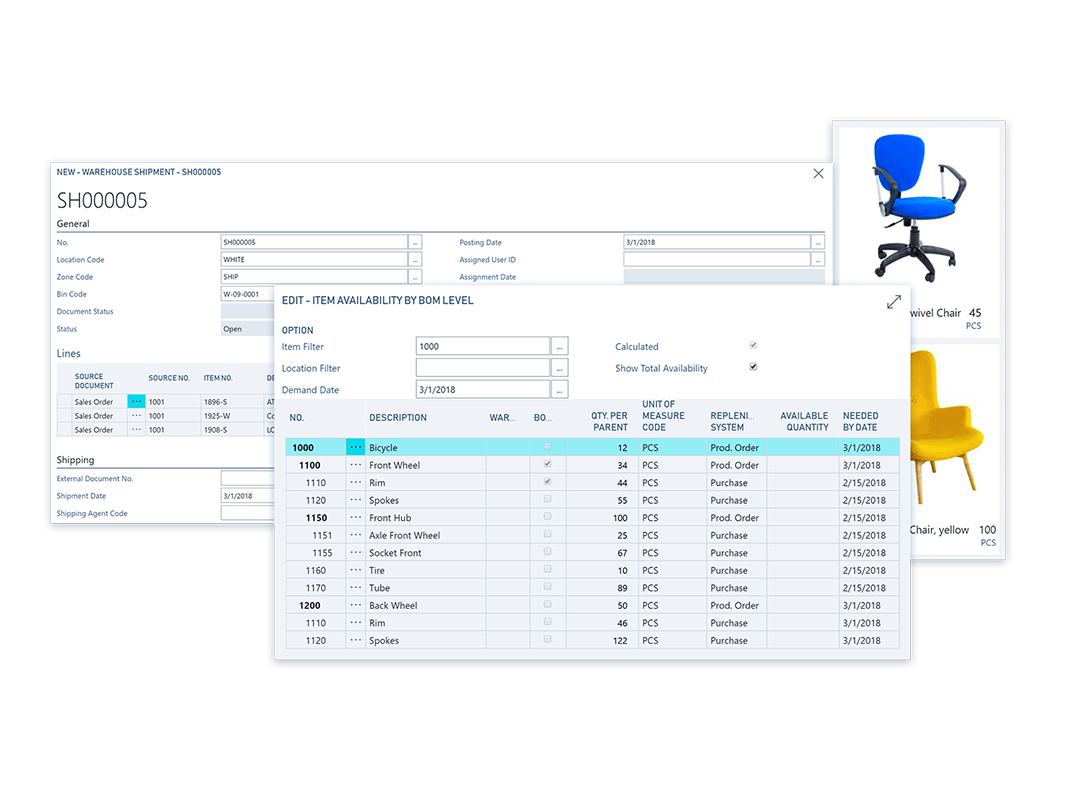 NEW - WAREHOUSE SHIPMENT - SH000005
SH000005
General
No. SH000005 ... Posting Date 3/1/2018 ...
Location Code WHITE ... Assigned User ID ...
Zone Code SHIP ... Assignment Date
Bin Code W-09-0001
Document Status
Status Open
Lines
SOURCE DOCUMENT SOURCE NO. ITEM NO.
Sales Order ... 1001 1896-S
Sales Order ... 1001 1925-W
Sales Order ... 1001 1908-S
Shipping
External Document No.
Shipment Date 3/1/2018
Shipping Agent Code
EDIT - ITEM AVAILABILITY BY BOM LEVEL
OPTION
Item Filter 1000 ... Calculated
Location Filter ... Show Total Availability
Demand Date 3/1/2018 ...
NO. DESCRIPTION WAR... BO... QTY. PER PARENT UNIT OF MEASURE CODE REPLENI... SYSTEM AVAILABLE QUANTITY NEEDED BY DATE
1000 ... Bicycle 12 PCS Prod. Order 3/1/2018
1100 ... Front Wheel 34 PCS Prod. Order 3/1/2018
1110 ... Rim 44 PCS Purchase 2/15/2018
1120 ... Spokes 55 PCS Purchase 2/15/2018
1150 ... Front Hub 100 PCS Prod. Order 2/15/2018
1151 ... Axle Front Wheel 25 PCS Purchase 2/15/2018
1155 ... Socket Front 67 PCS Purchase 2/15/2018
1160 ... Tire 10 PCS Purchase 2/15/2018
1170 ... Tube 89 PCS Purchase 2/15/2018
1200 ... Back Wheel 50 PCS Prod. Order 3/1/2018
1110 ... Rim 46 PCS Purchase 3/1/2018
1120 ... Spokes 122 PCS Purchase 3/1/2018
wivel Chair 45
PCS
Chair, yellow 100
PCS